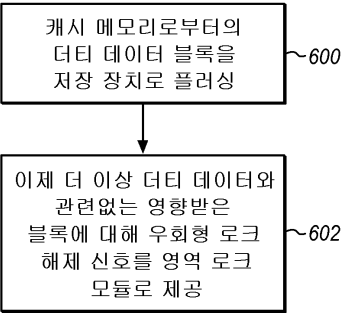 캐시 메모리로부터의
더티 데이터 블록을
저장 장치로 플러싱
600
이제 더 이상 더티 데이터와
관련없는 영향받은
블록에 대해 우회형 로크
해제 신호를 영역 로크
모듈로 제공
602